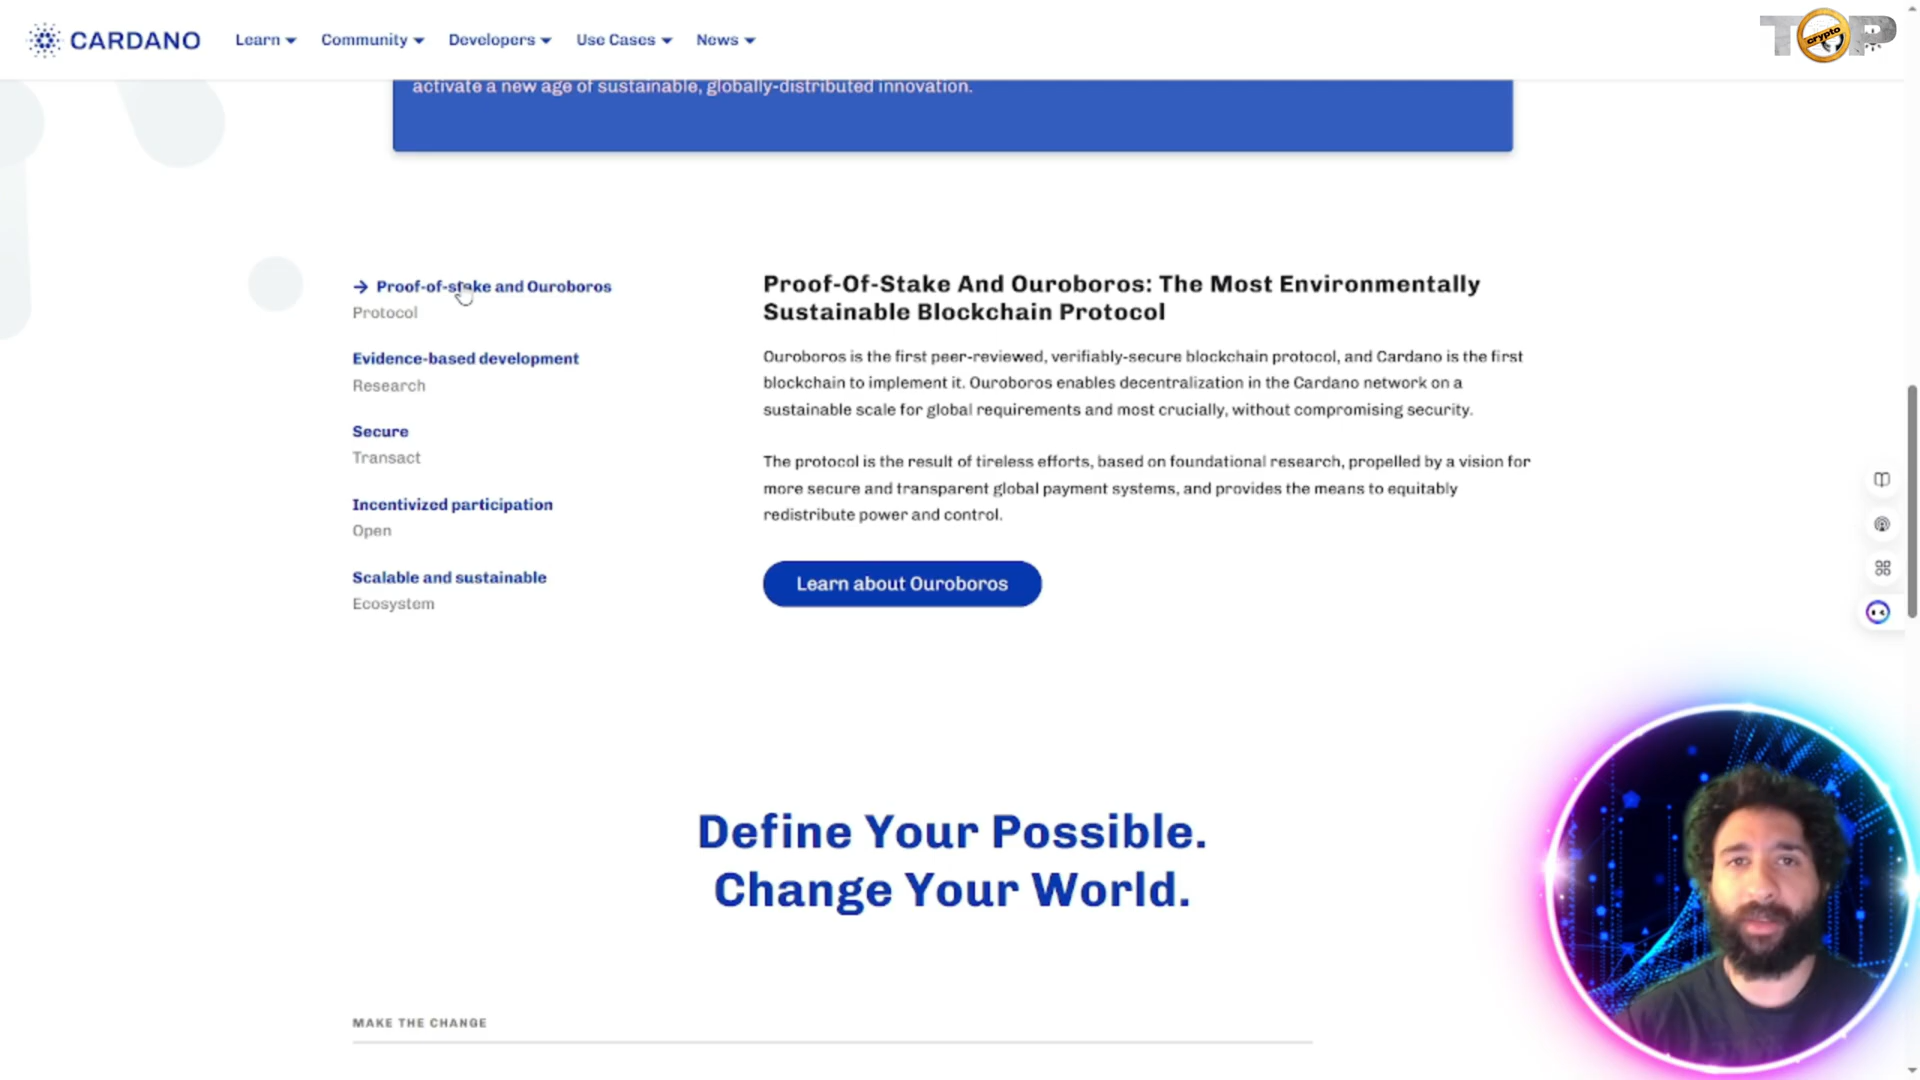 CARDANO
Learn
Community
Developers
Use Cases
News
TOP
crypto
activate a new age of sustainable, globally-distributed innovation.
Proof-of-stake and Ouroboros
Protocol
Evidence-based development
Research
Secure
Transact
Incentivized participation
Open
Scalable and sustainable
Ecosystem
Proof-Of-Stake And Ouroboros: The Most Environmentally
Sustainable Blockchain Protocol
Ouroboros is the first peer-reviewed, verifiably-secure blockchain protocol, and Cardano is the first
blockchain to implement it. Ouroboros enables decentralization in the Cardano network on a
sustainable scale for global requirements and most crucially, without compromising security.
The protocol is the result of tireless efforts, based on foundational research, propelled by a vision for
more secure and transparent global payment systems, and provides the means to equitably
redistribute power and control.
Learn about Ouroboros
Define Your Possible.
Change Your World.
MAKE THE CHANGE